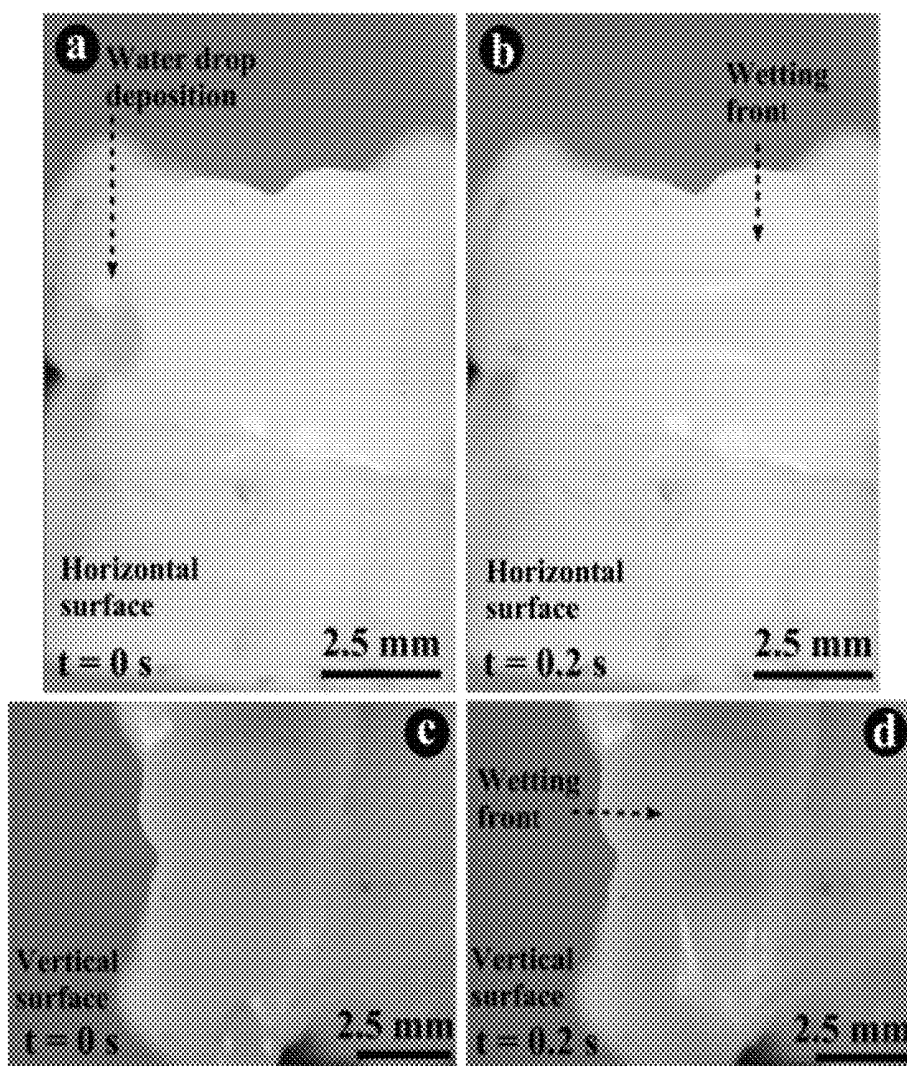 a
Water drop
deposition
Horizontal
surface
t = 0 s
2.5 mm
b
Wetting
front
Horizontal
surface
t = 0.2 s
2.5 mm
c
Vertical
surface
t = 0 s
2.5 mm
d
Wetting
front
Vertical
surface
t = 0.2 s
2.5 mm